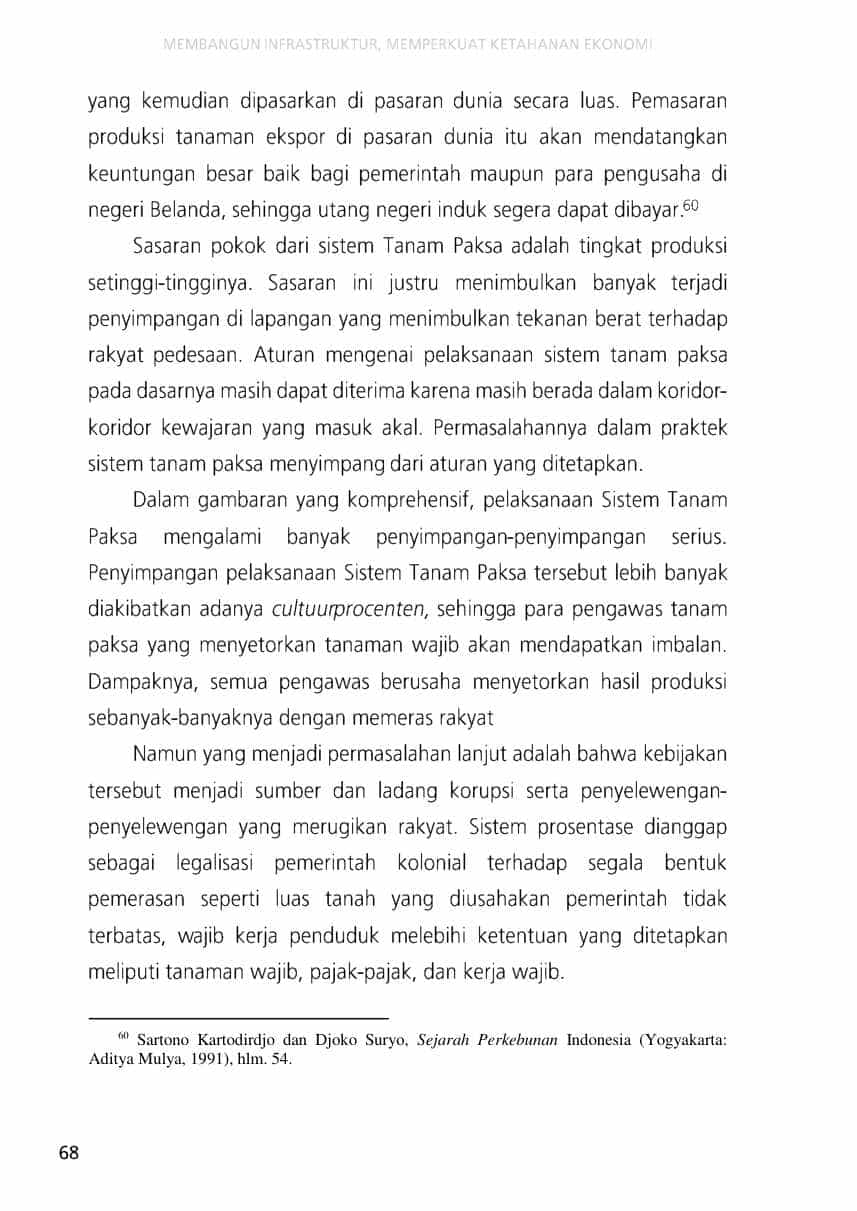 MEMBANGUN INFRASTRUKTUR, MEMPERKUAT KETAHANAN EKONOMI
yang kemudian dipasarkan di pasaran dunia secara luas. Pemasaran
produksi tanaman ekspor di pasaran dunia itu akan mendatangkan
keuntungan besar baik bagi pemerintah maupun para pengusaha di
negeri Belanda, sehingga utang negeri induk segera dapat dibayar.60
Sasaran pokok dari sistem Tanam Paksa adalah tingkat produksi
setinggi-tingginya. Sasaran ini justru menimbulkan banyak terjadi
penyimpangan di lapangan yang menimbulkan tekanan berat terhadap
rakyat pedesaan. Aturan mengenai pelaksanaan sistem tanam paksa
pada dasarnya masih dapat diterima karena masih berada dalam koridor-
koridor kewajaran yang masuk akal. Permasalahannya dalam praktek
sistem tanam paksa menyimpang dari aturan yang ditetapkan.
Dalam gambaran yang komprehensif, pelaksanaan Sistem Tanam
Paksa mengalami banyak penyimpangan-penyimpangan serius.
Penyimpangan pelaksanaan Sistem Tanam Paksa tersebut lebih banyak
diakibatkan adanya cultuurprocenten, sehingga para pengawas tanam
paksa yang menyetorkan tanaman wajib akan mendapatkan imbalan.
Dampaknya, semua pengawas berusaha menyetorkan hasil produksi
sebanyak-banyaknya dengan memeras rakyat
Namun yang menjadi permasalahan lanjut adalah bahwa kebijakan
tersebut menjadi sumber dan ladang korupsi serta penyelewengan-
penyelewengan yang merugikan rakyat. Sistem prosentase dianggap
sebagai legalisasi pemerintah kolonial terhadap segala bentuk
pemerasan seperti luas tanah yang diusahakan pemerintah tidak
terbatas, wajib kerja penduduk melebihi ketentuan yang ditetapkan
meliputi tanaman wajib, pajak-pajak, dan kerja wajib.
60 Sartono Kartodirdjo dan Djoko Suryo, Sejarah Perkebunan Indonesia (Yogyakarta:
Aditya Mulya, 1991), hlm. 54.
68